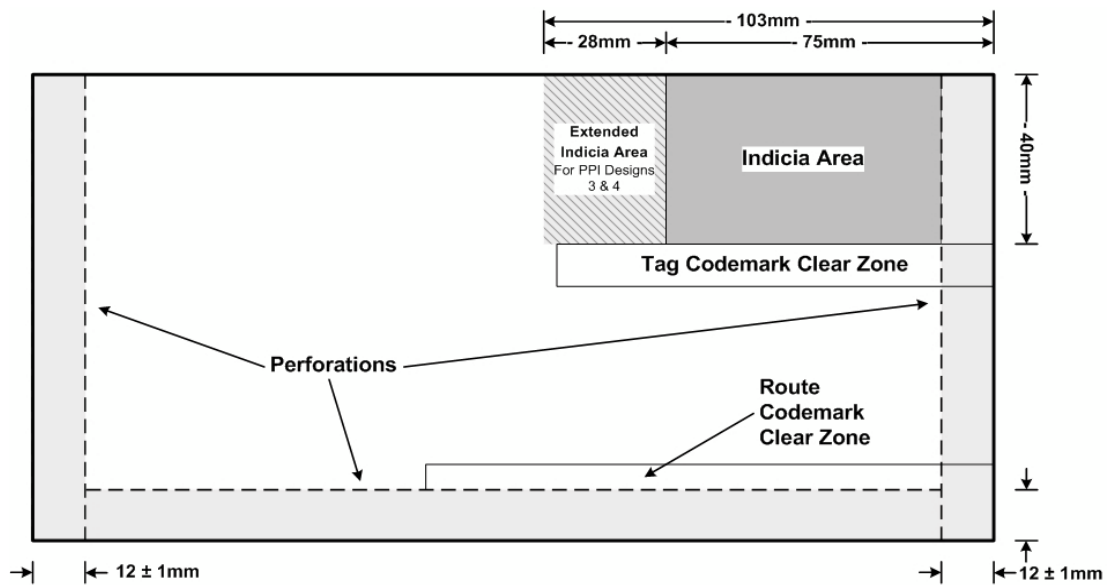 103mm
28mm
75mm
40mm
Extended
Indicia Area
For PPI Designs
3 & 4
Indicia Area
Tag Codemark Clear Zone
Perforations
Route
Codemark
Clear Zone
12 ± 1mm
12 ± 1mm